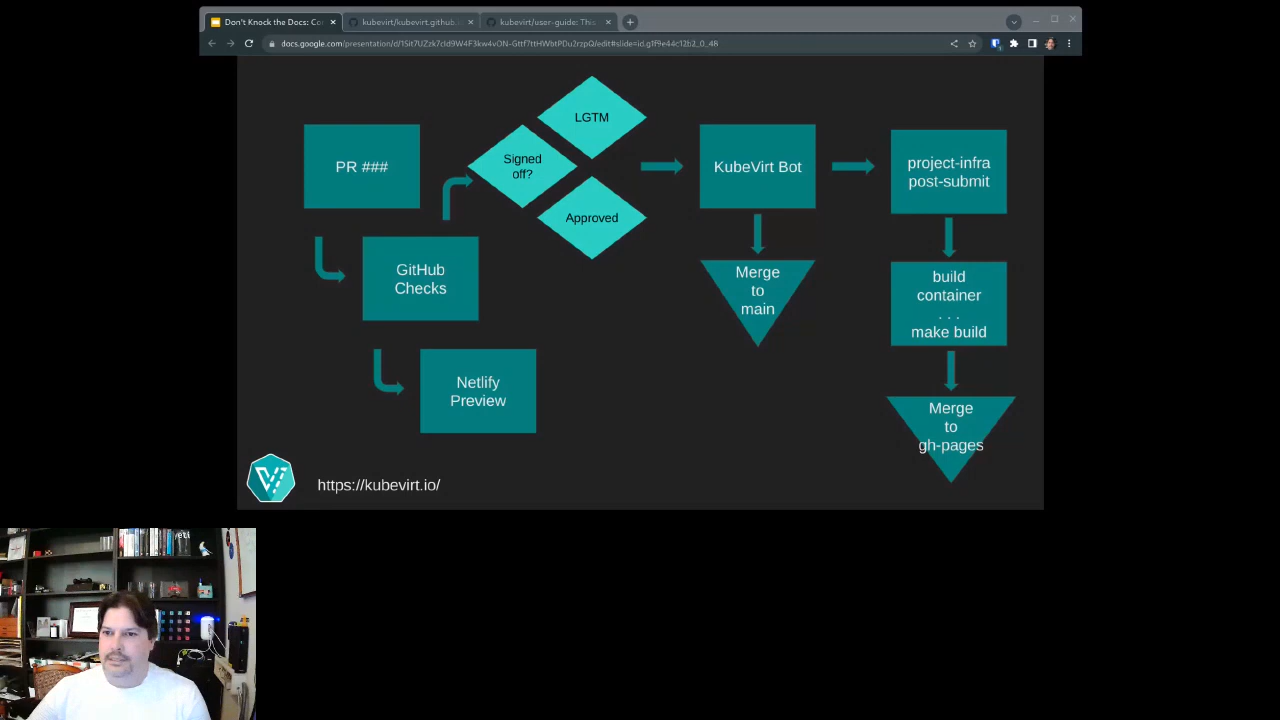 Don't Knock the Docs: Co
kubevirt/kubevirt.github.
kubevirt/user-guide: This
docs.google.com/presentation/d/1Sit7UZzk7cId9W4F3kw4vON-Gttf7ttHWbtPDu2rzpQ/edit#slide=id.g1f9e44c12b2_0_48
PR ###
GitHub
Checks
Netlify
Preview
Signed
off?
LGTM
Approved
KubeVirt Bot
Merge
to
main
project-infra
post-submit
build
container
. . .
make build
Merge
to
gh-pages
https://kubevirt.io/